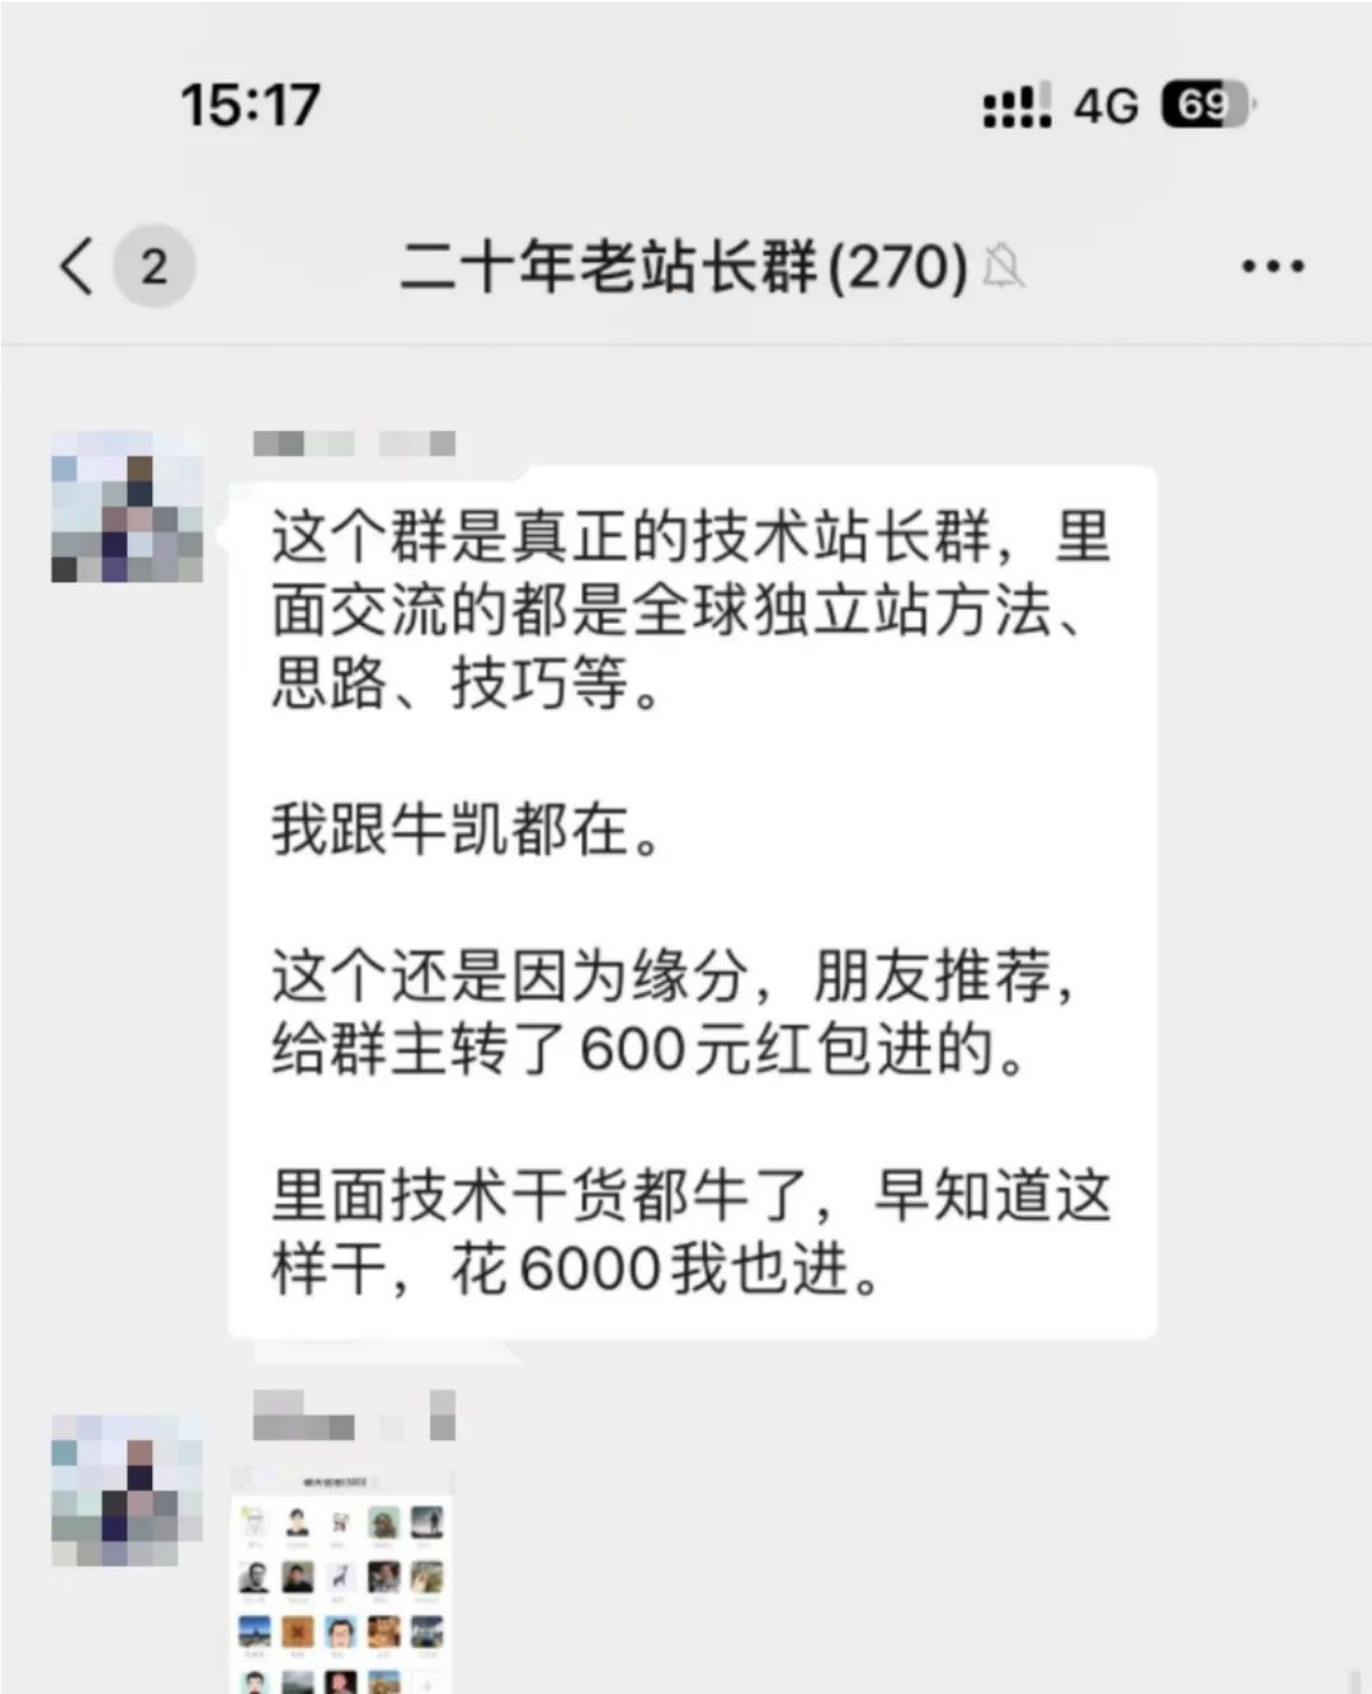 15:17
4G 69
2
二十年老站长群(270)
这个群是真正的技术站长群，里
面交流的都是全球独立站方法、
思路、技巧等。
我跟牛凯都在。
这个还是因为缘分，朋友推荐，
给群主转了600元红包进的。
里面技术干货都牛了，早知道这
样干，花6000我也进。